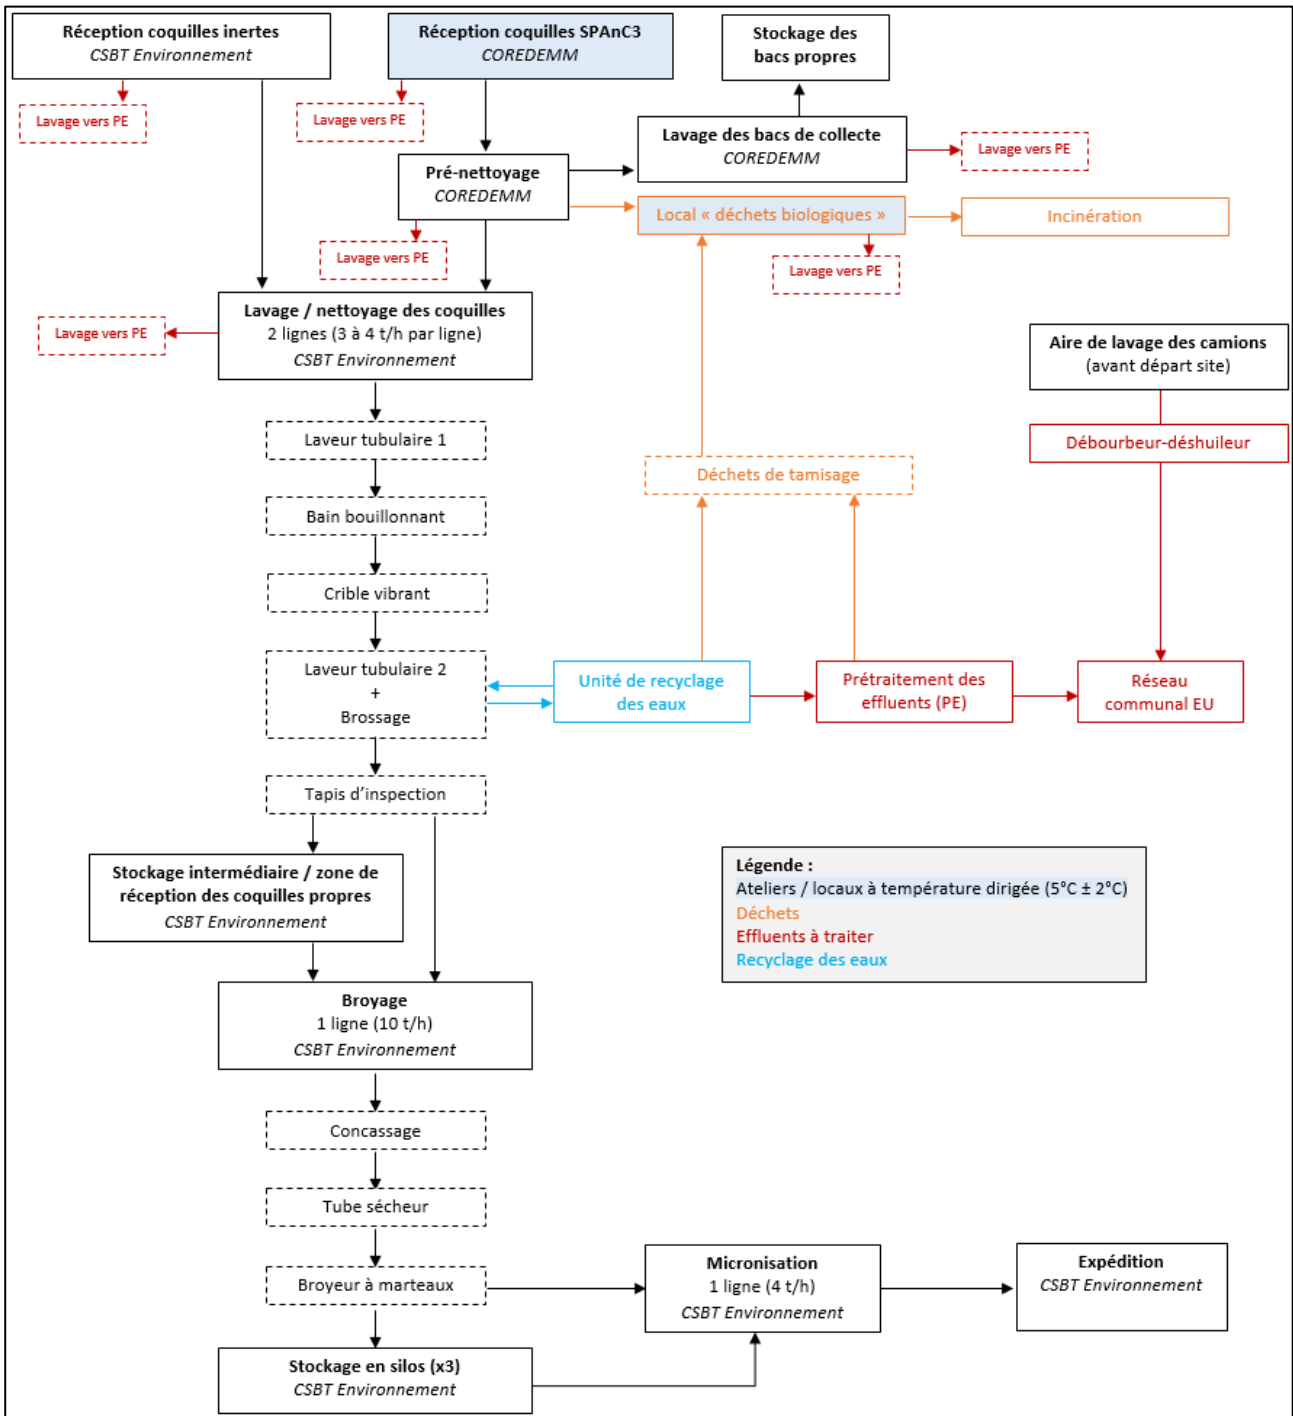 Réception coquilles inertes
CSBT Environnement
Réception coquilles SPAnC3
COREDEMM
Stockage des
bacs propres
Lavage vers PE
Lavage vers PE
Lavage des bacs de collecte
COREDEMM
Lavage vers PE
Pré-nettoyage
COREDEMM
Local « déchets biologiques »
Incinération
Lavage vers PE
Lavage vers PE
Lavage / nettoyage des coquilles
2 lignes (3 à 4 t/h par ligne)
CSBT Environnement
Lavage vers PE
Aire de lavage des camions
(avant départ site)
Laveur tubulaire 1
Débourbeur-déshuileur
Déchets de tamisage
Bain bouillonnant
Crible vibrant
Laveur tubulaire 2
+
Brossage
Unité de recyclage
des eaux
Prétraitement des
effluents (PE)
Réseau
communal EU
Tapis d’inspection
Stockage intermédiaire / zone de
réception des coquilles propres
CSBT Environnement
Légende :
Ateliers / locaux à température dirigée (5°C ± 2°C)
Déchets
Effluents à traiter
Recyclage des eaux
Broyage
1 ligne (10 t/h)
CSBT Environnement
Concassage
Tube sécheur
Broyeur à marteaux
Micronisation
1 ligne (4 t/h)
CSBT Environnement
Expédition
CSBT Environnement
Stockage en silos (x3)
CSBT Environnement